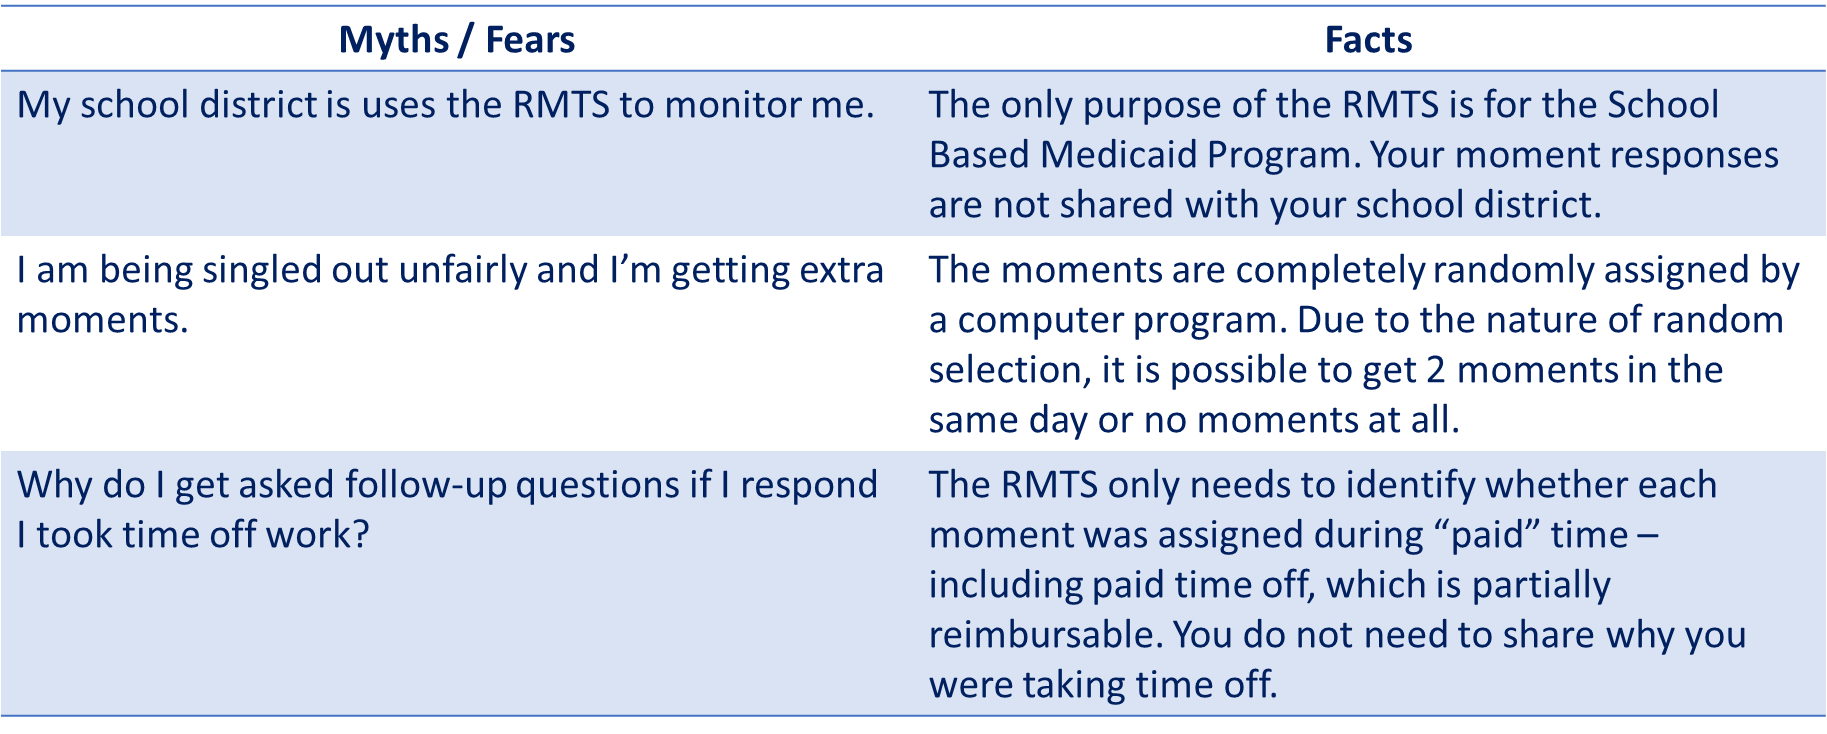 Myths / Fears
Facts
My school district is uses the RMTS to monitor me.
The only purpose of the RMTS is for the School
Based Medicaid Program. Your moment responses
are not shared with your school district.
I am being singled out unfairly and I’m getting extra
moments.
The moments are completely randomly assigned by
a computer program. Due to the nature of random
selection, it is possible to get 2 moments in the
same day or no moments at all.
Why do I get asked follow-up questions if I respond
I took time off work?
The RMTS only needs to identify whether each
moment was assigned during “paid” time –
including paid time off, which is partially
reimbursable. You do not need to share why you
were taking time off.